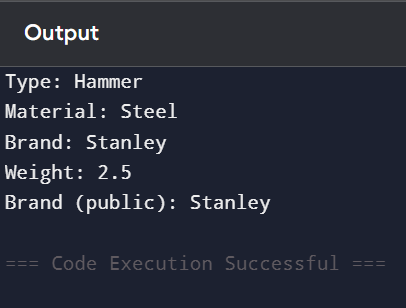 Output
Type: Hammer
Material: Steel
Brand: Stanley
Weight: 2.5
Brand (public): Stanley
=== Code Execution Successful ===